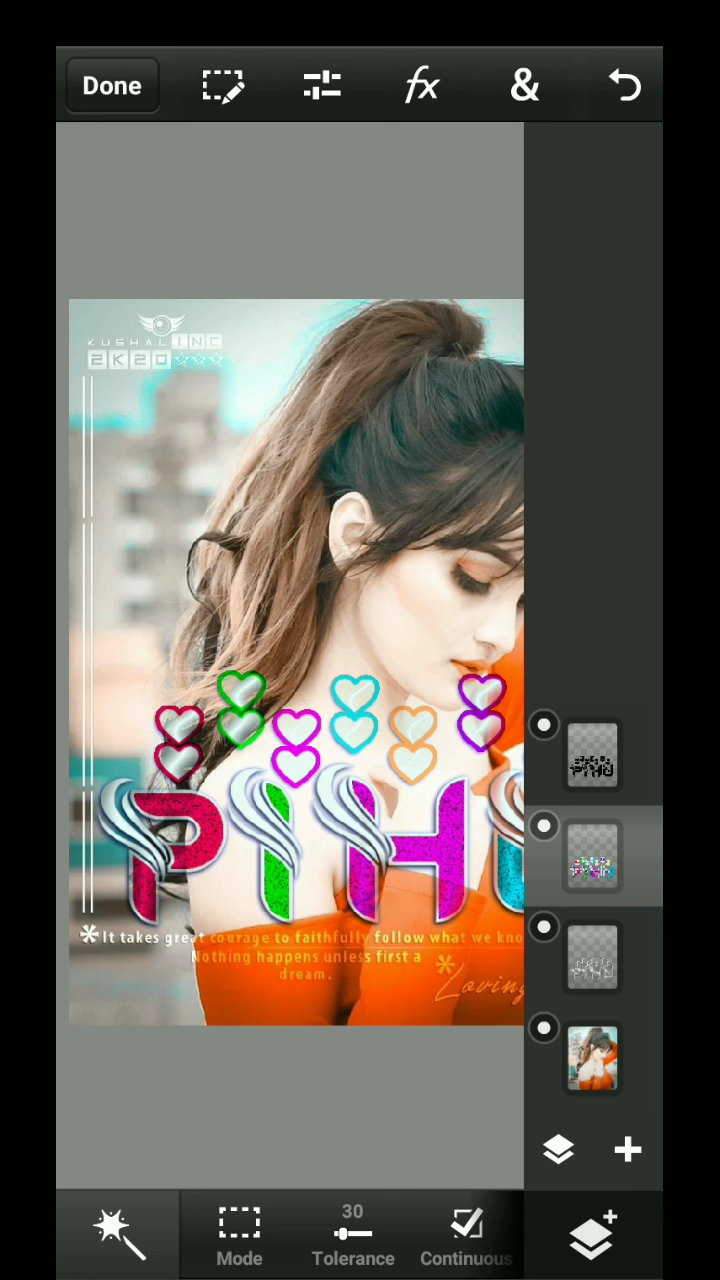 Done
fx
&
KUSHAL INC
2K20
PIHU
*It takes great courage to faithfully follow what we kno
Nothing happens unless first a
dream.
*
Loving
30
Mode
Tolerance
Continuous